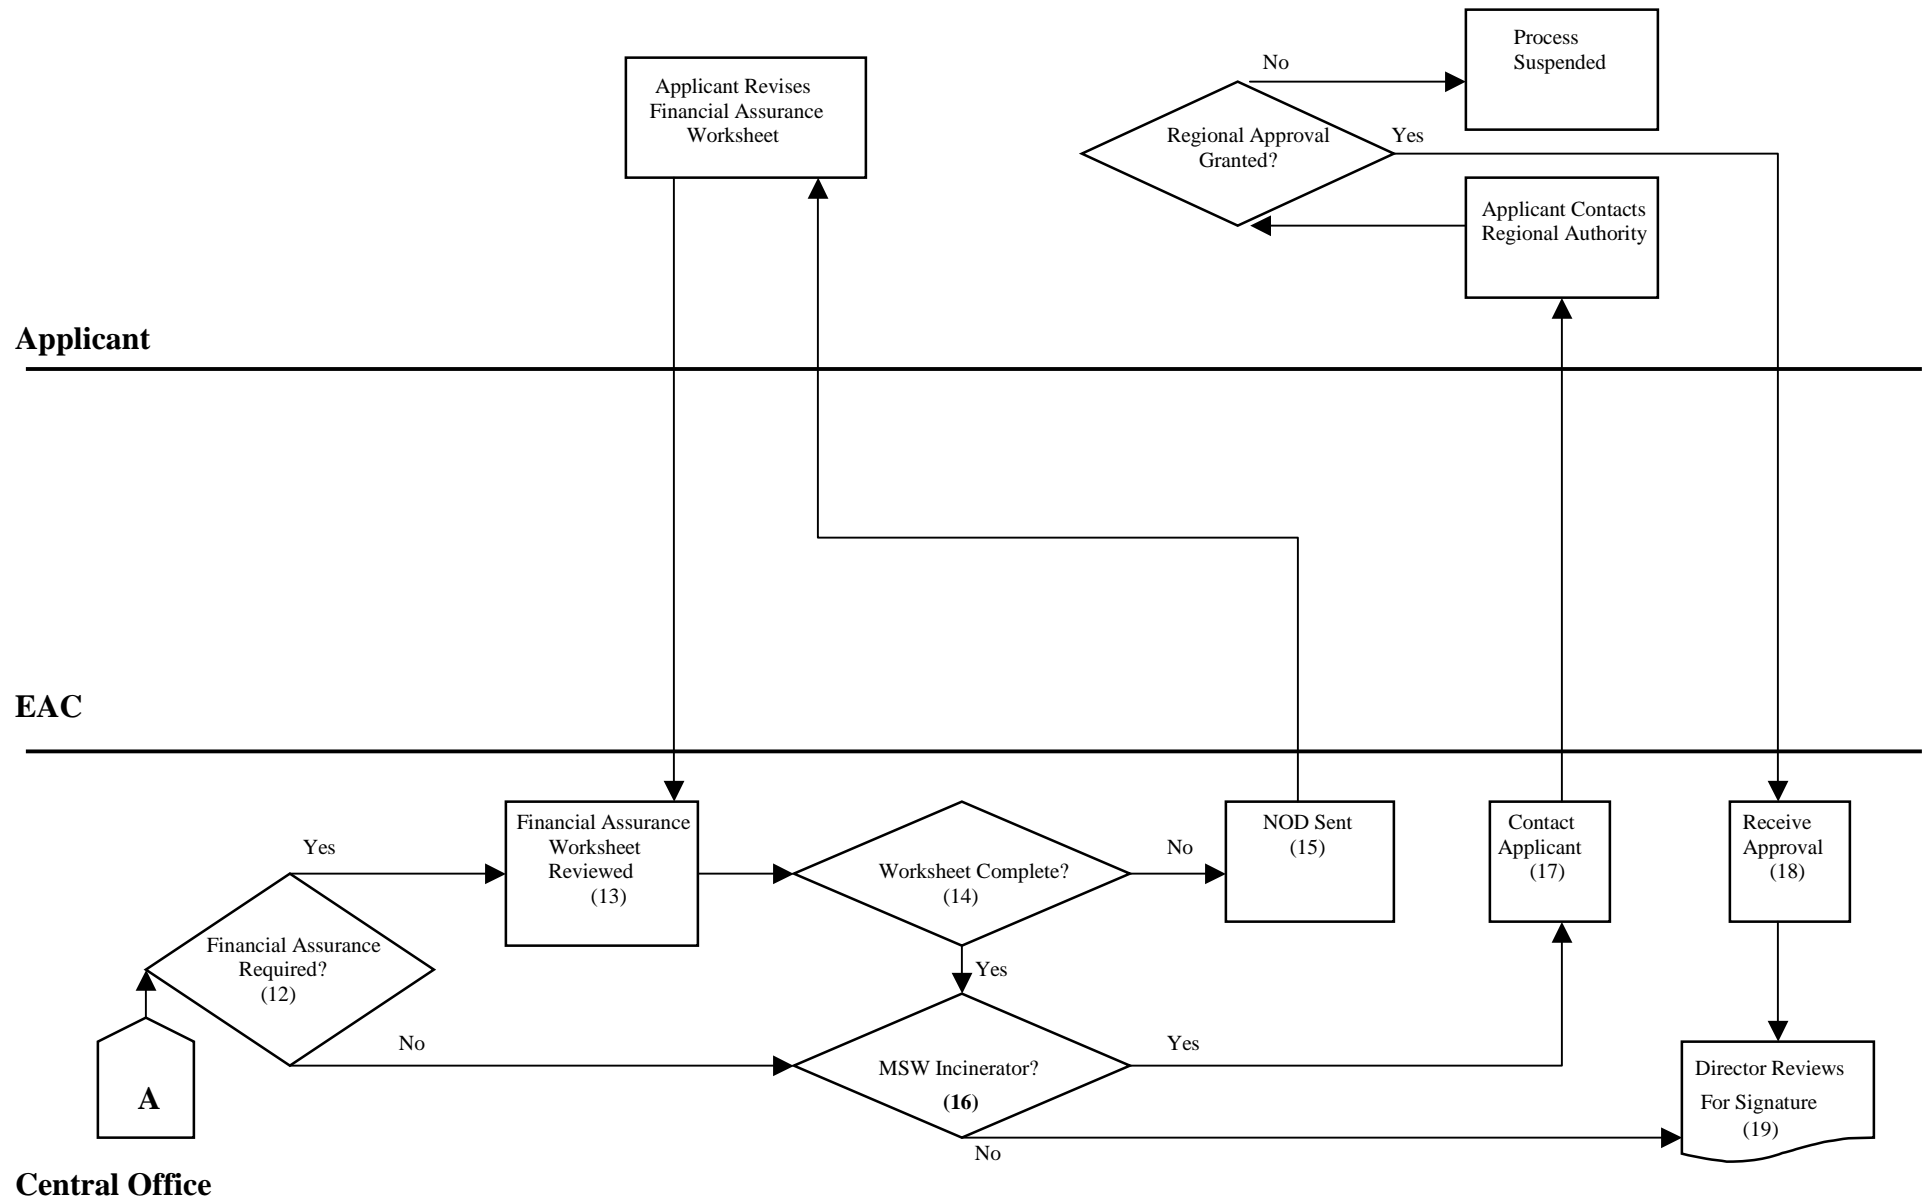 Process
Suspended
No
Applicant Revises
Financial Assurance
Worksheet
Regional Approval
Granted?
Yes
Applicant Contacts
Regional Authority
Applicant
EAC
Yes
Financial Assurance
Worksheet
Reviewed
(13)
Worksheet Complete?
(14)
No
NOD Sent
(15)
Contact
Applicant
(17)
Receive
Approval
(18)
Financial Assurance
Required?
(12)
Yes
No
A
MSW Incinerator?
(16)
Yes
No
Director Reviews
For Signature
(19)
Central Office